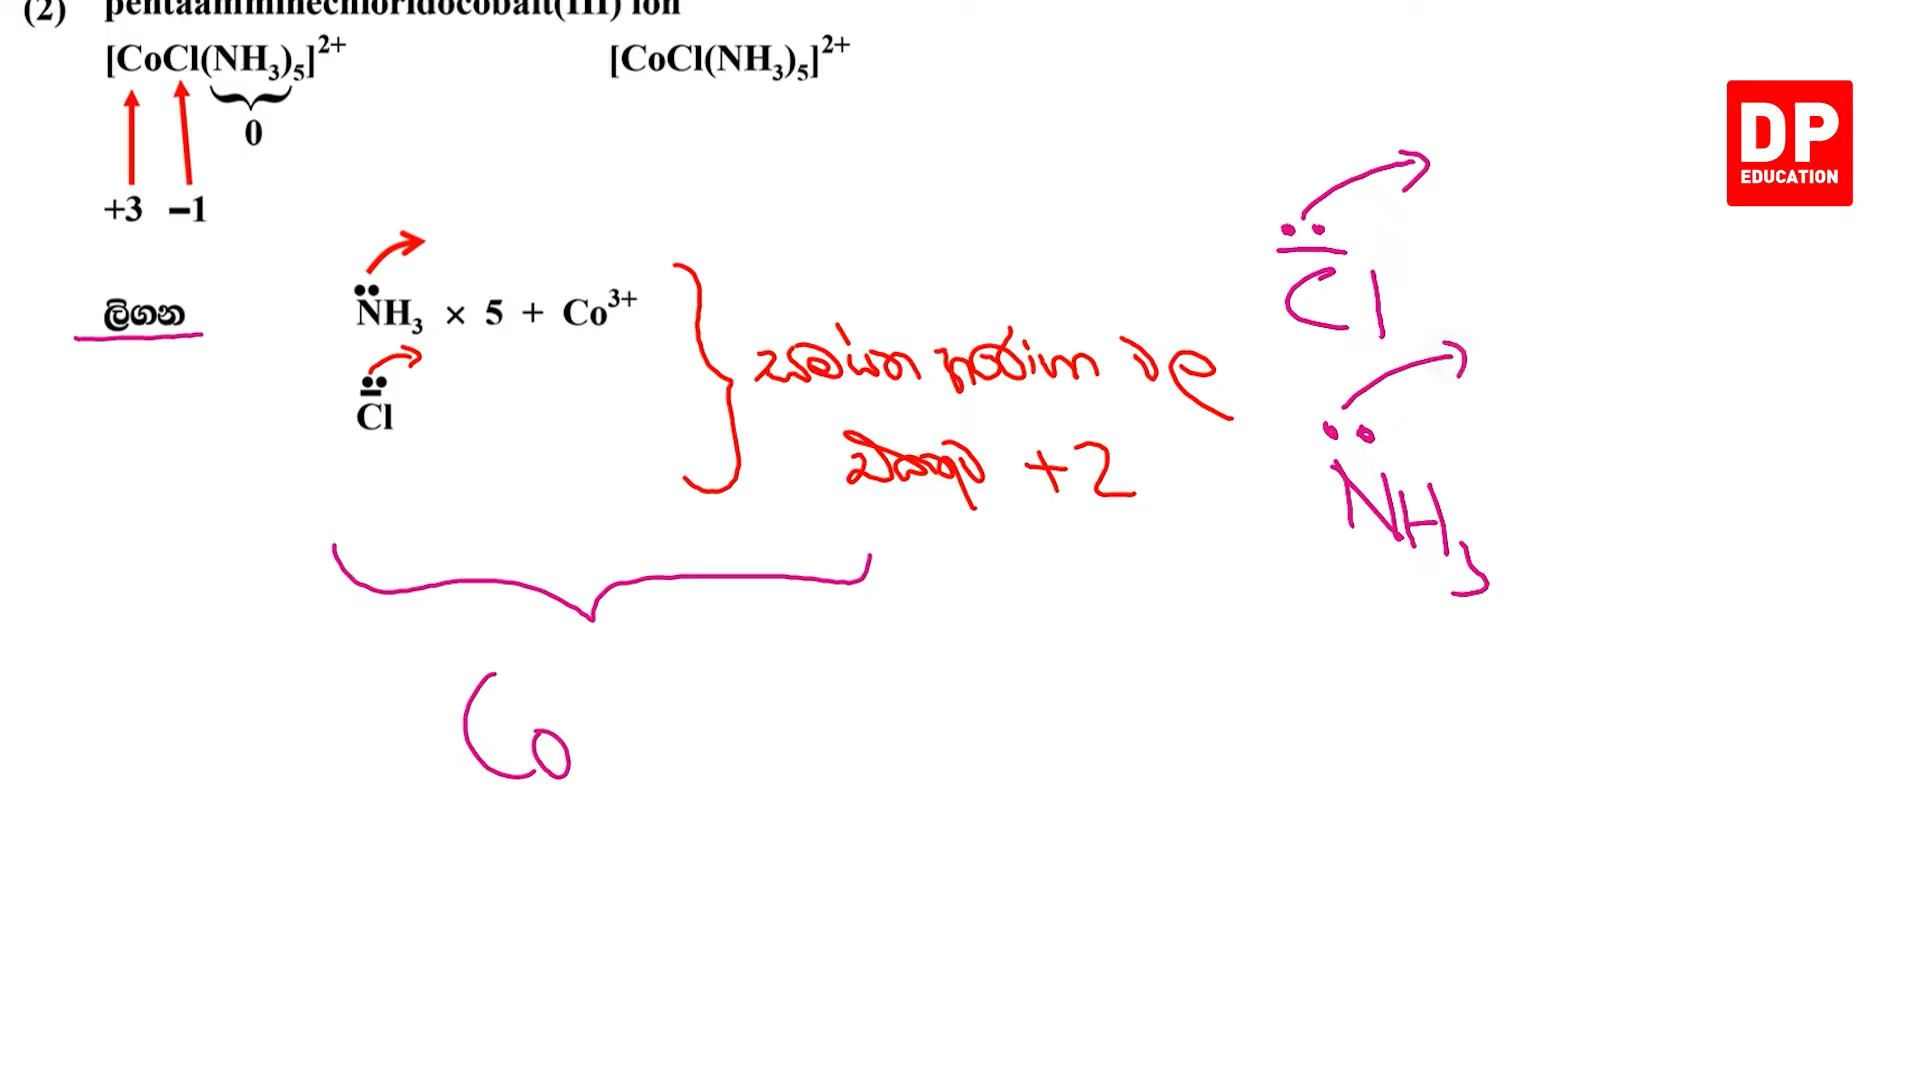 (2) pentaamminechloridocobalt(III) ion
[CoCl(NH₃)₅]²⁺ [CoCl(NH₃)₅]²⁺
0
+3 –1
DP
EDUCATION
ලිගන
NH₃ × 5 + Co³⁺
Cl
වල
+2
Cl
NH₃
Co